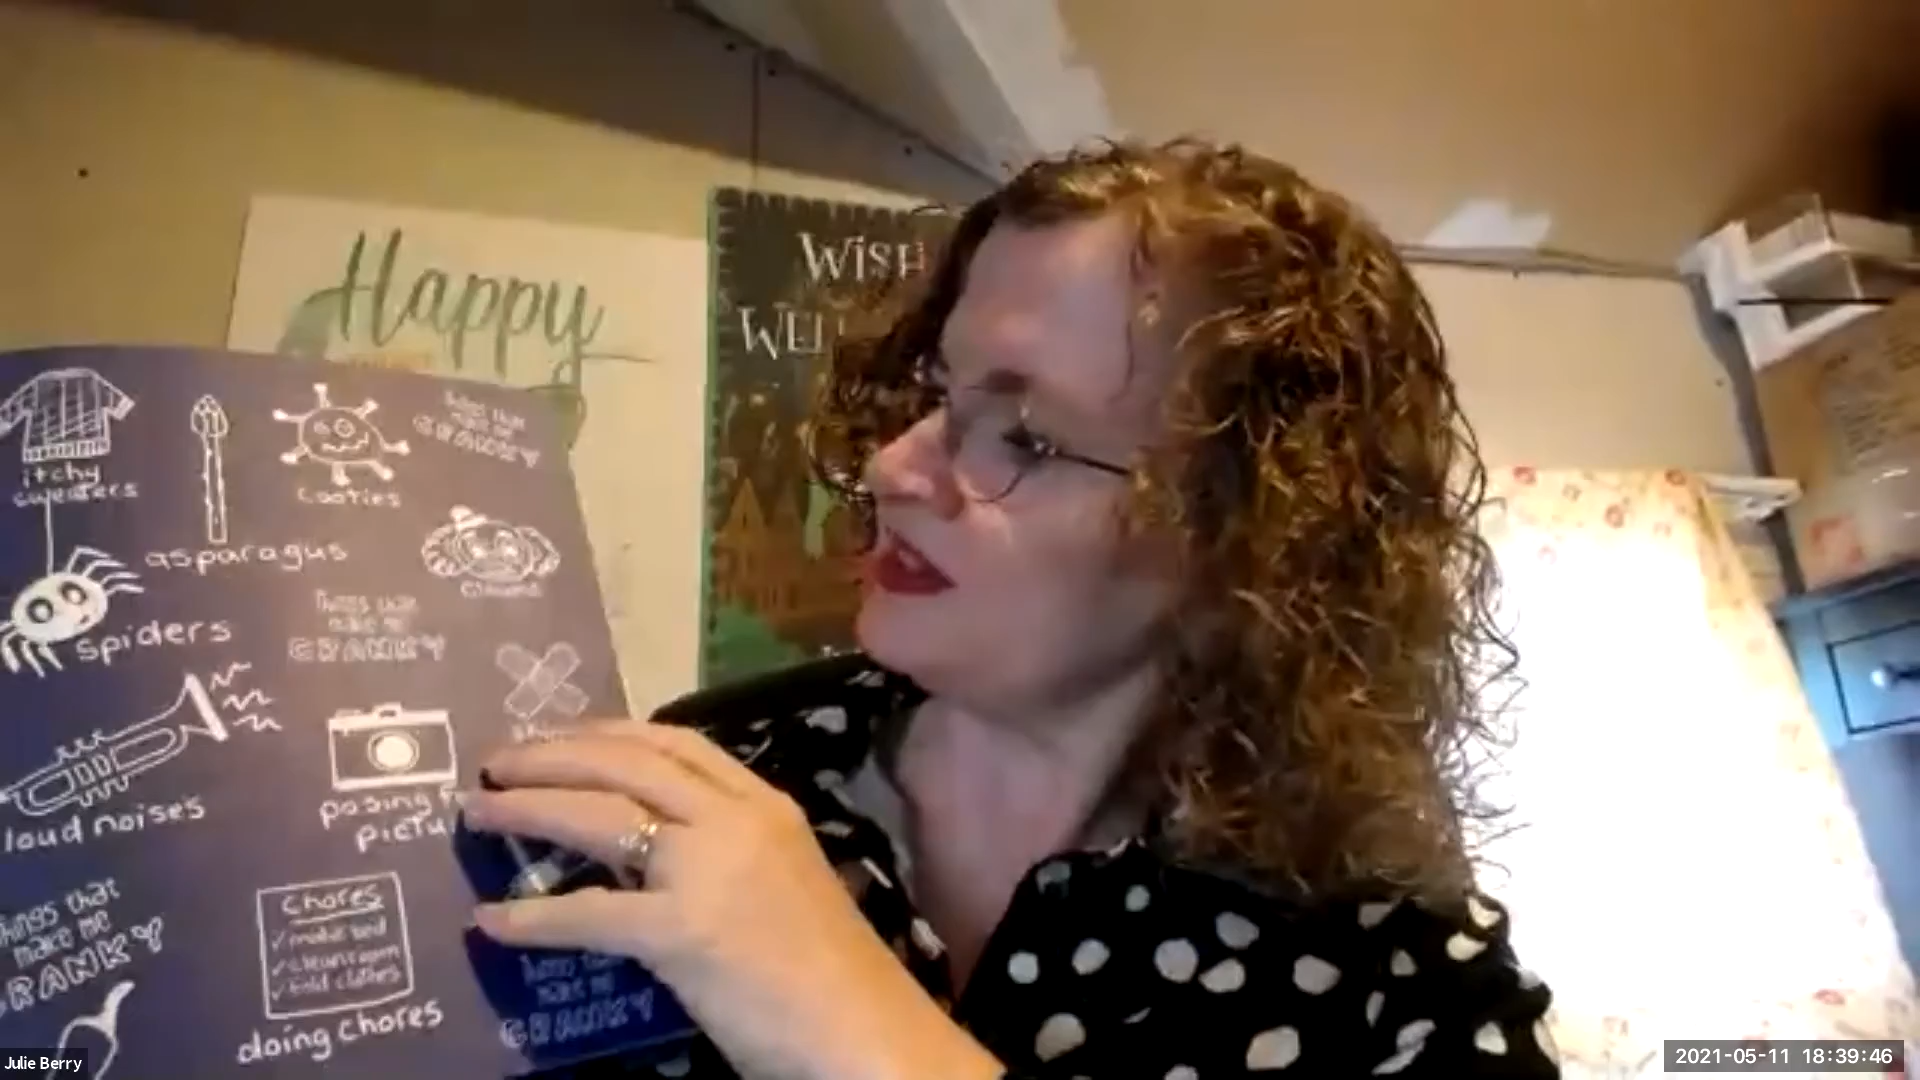 Happy
WISH
WEL
itchy
sweaters
asparagus
cooties
Things that
make me
CRANKY
clowns
spiders
Things that
make me
CRANKY
loud noises
posing f
pictu
Things that
make me
CRANKY
chores
✓make bed
✓clean room
✓fold clothes
doing chores
Things tha
make me
CRANKY
Julie Berry
2021-05-11 18:39:46